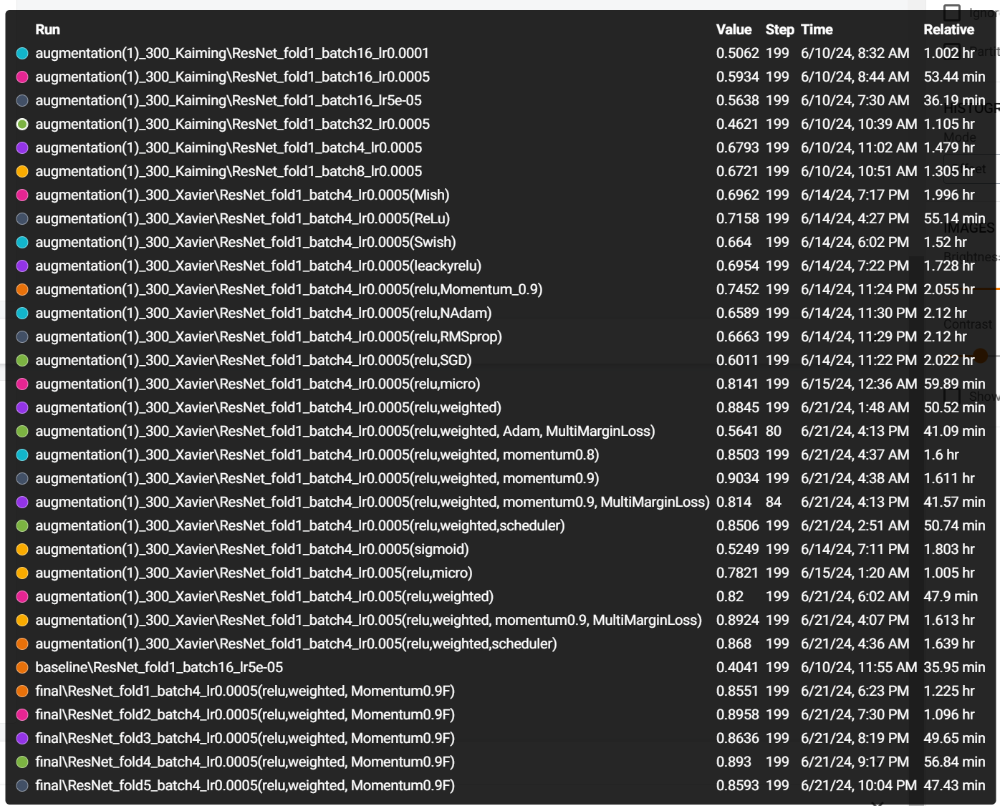 Run Value Step Time Relative
augmentation(1)_300_Kaiming\ResNet_fold1_batch16_lr0.0001 0.5062 199 6/10/24, 8:32 AM 1.002 hr
augmentation(1)_300_Kaiming\ResNet_fold1_batch16_lr0.0005 0.5934 199 6/10/24, 8:44 AM 53.44 min
augmentation(1)_300_Kaiming\ResNet_fold1_batch16_lr5e-05 0.5638 199 6/10/24, 7:30 AM 36.19 min
augmentation(1)_300_Kaiming\ResNet_fold1_batch32_lr0.0005 0.4621 199 6/10/24, 10:39 AM 1.105 hr
augmentation(1)_300_Kaiming\ResNet_fold1_batch4_lr0.0005 0.6793 199 6/10/24, 11:02 AM 1.479 hr
augmentation(1)_300_Kaiming\ResNet_fold1_batch8_lr0.0005 0.6721 199 6/10/24, 10:51 AM 1.305 hr
augmentation(1)_300_Xavier\ResNet_fold1_batch4_lr0.0005(Mish) 0.6962 199 6/14/24, 7:17 PM 1.996 hr
augmentation(1)_300_Xavier\ResNet_fold1_batch4_lr0.0005(ReLu) 0.7158 199 6/14/24, 4:27 PM 55.14 min
augmentation(1)_300_Xavier\ResNet_fold1_batch4_lr0.0005(Swish) 0.664 199 6/14/24, 6:02 PM 1.52 hr
augmentation(1)_300_Xavier\ResNet_fold1_batch4_lr0.0005(leackyrelu) 0.6954 199 6/14/24, 7:22 PM 1.728 hr
augmentation(1)_300_Xavier\ResNet_fold1_batch4_lr0.0005(relu,Momentum_0.9) 0.7452 199 6/14/24, 11:24 PM 2.055 hr
augmentation(1)_300_Xavier\ResNet_fold1_batch4_lr0.0005(relu,NAdam) 0.6589 199 6/14/24, 11:30 PM 2.12 hr
augmentation(1)_300_Xavier\ResNet_fold1_batch4_lr0.0005(relu,RMSprop) 0.6663 199 6/14/24, 11:29 PM 2.12 hr
augmentation(1)_300_Xavier\ResNet_fold1_batch4_lr0.0005(relu,SGD) 0.6011 199 6/14/24, 11:22 PM 2.022 hr
augmentation(1)_300_Xavier\ResNet_fold1_batch4_lr0.0005(relu,micro) 0.8141 199 6/15/24, 12:36 AM 59.89 min
augmentation(1)_300_Xavier\ResNet_fold1_batch4_lr0.0005(relu,weighted) 0.8845 199 6/21/24, 1:48 AM 50.52 min
augmentation(1)_300_Xavier\ResNet_fold1_batch4_lr0.0005(relu,weighted, Adam, MultiMarginLoss) 0.5641 80 6/21/24, 4:13 PM 41.09 min
augmentation(1)_300_Xavier\ResNet_fold1_batch4_lr0.0005(relu,weighted, momentum0.8) 0.8503 199 6/21/24, 4:37 AM 1.6 hr
augmentation(1)_300_Xavier\ResNet_fold1_batch4_lr0.0005(relu,weighted, momentum0.9) 0.9034 199 6/21/24, 4:38 AM 1.611 hr
augmentation(1)_300_Xavier\ResNet_fold1_batch4_lr0.0005(relu,weighted, momentum0.9, MultiMarginLoss) 0.814 84 6/21/24, 4:13 PM 41.57 min
augmentation(1)_300_Xavier\ResNet_fold1_batch4_lr0.0005(relu,weighted,scheduler) 0.8506 199 6/21/24, 2:51 AM 50.74 min
augmentation(1)_300_Xavier\ResNet_fold1_batch4_lr0.0005(sigmoid) 0.5249 199 6/14/24, 7:11 PM 1.803 hr
augmentation(1)_300_Xavier\ResNet_fold1_batch4_lr0.005(relu,micro) 0.7821 199 6/15/24, 1:20 AM 1.005 hr
augmentation(1)_300_Xavier\ResNet_fold1_batch4_lr0.005(relu,weighted) 0.82 199 6/21/24, 6:02 AM 47.9 min
augmentation(1)_300_Xavier\ResNet_fold1_batch4_lr0.005(relu,weighted, momentum0.9, MultiMarginLoss) 0.8924 199 6/21/24, 4:07 PM 1.613 hr
augmentation(1)_300_Xavier\ResNet_fold1_batch4_lr0.005(relu,weighted,scheduler) 0.868 199 6/21/24, 4:36 AM 1.639 hr
baseline\ResNet_fold1_batch16_lr5e-05 0.4041 199 6/10/24, 11:55 AM 35.95 min
final\ResNet_fold1_batch4_lr0.0005(relu,weighted, Momentum0.9F) 0.8551 199 6/21/24, 6:23 PM 1.225 hr
final\ResNet_fold2_batch4_lr0.0005(relu,weighted, Momentum0.9F) 0.8958 199 6/21/24, 7:30 PM 1.096 hr
final\ResNet_fold3_batch4_lr0.0005(relu,weighted, Momentum0.9F) 0.8636 199 6/21/24, 8:19 PM 49.65 min
final\ResNet_fold4_batch4_lr0.0005(relu,weighted, Momentum0.9F) 0.893 199 6/21/24, 9:17 PM 56.84 min
final\ResNet_fold5_batch4_lr0.0005(relu,weighted, Momentum0.9F) 0.8593 199 6/21/24, 10:04 PM 47.43 min
Mode
IMAGES
Contrast